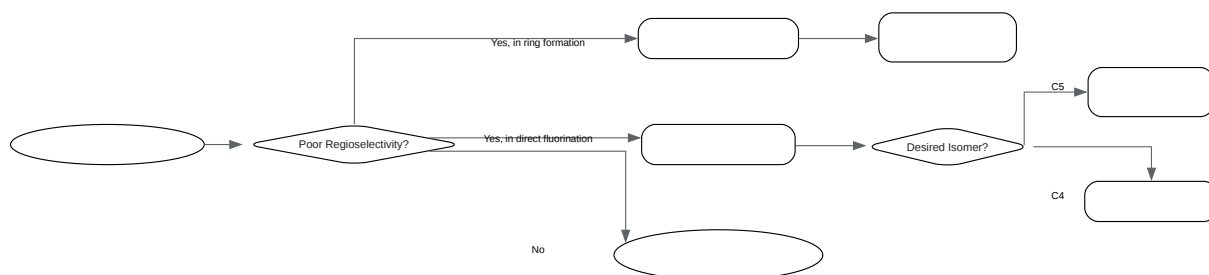 Yes, in ring formation
C5
Poor Regioselectivity?
Yes, in direct fluorination
Desired Isomer?
C4
No